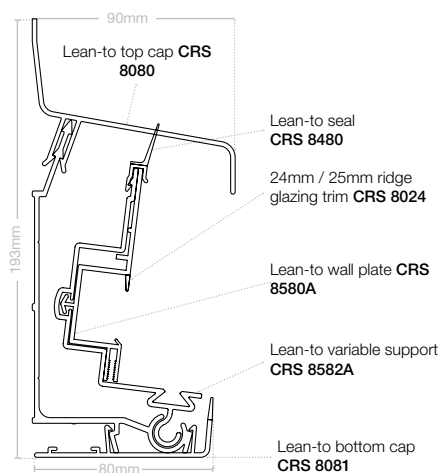 90mm
Lean-to top cap CRS
8080
Lean-to seal
CRS 8480
24mm / 25mm ridge
glazing trim CRS 8024
193mm
Lean-to wall plate CRS
8580A
Lean-to variable support
CRS 8582A
Lean-to bottom cap
CRS 8081
80mm